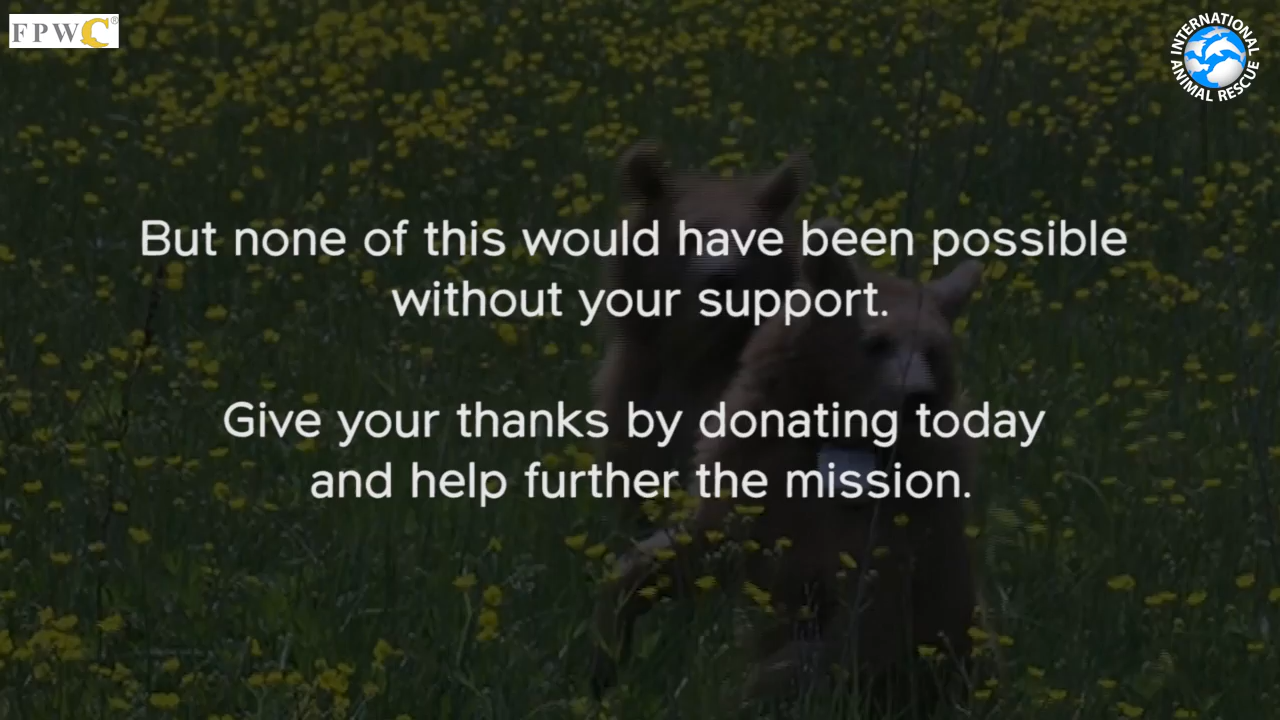 FPWC®
INTERNATIONAL
ANIMAL RESCUE
But none of this would have been possible
without your support.
Give your thanks by donating today
and help further the mission.